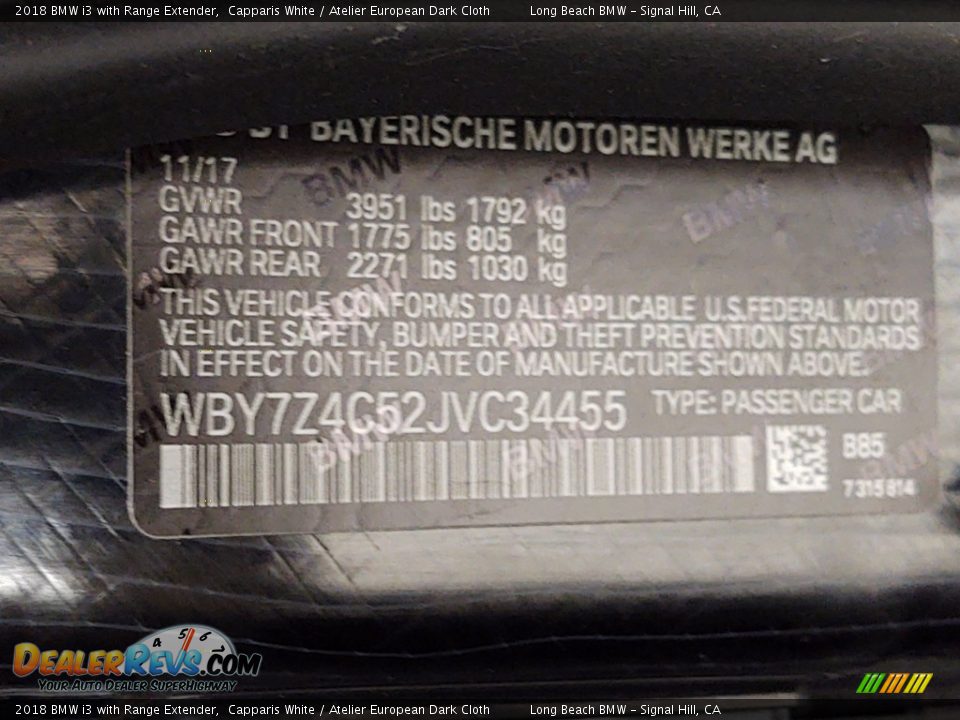 2018 BMW i3 with Range Extender, Capparis White / Atelier European Dark Cloth Long Beach BMW - Signal Hill, CA
BAYERISCHE MOTOREN WERKE AG
11/17
GVWR 3951 lbs 1792 kg
GAWR FRONT 1775 lbs 805 kg
GAWR REAR 2271 lbs 1030 kg
THIS VEHICLE CONFORMS TO ALL APPLICABLE U.S.FEDERAL MOTOR
VEHICLE SAFETY, BUMPER AND THEFT PREVENTION STANDARDS
IN EFFECT ON THE DATE OF MANUFACTURE SHOWN ABOVE.
WBY7Z4C52JVC34455 TYPE: PASSENGER CAR
B85
7315814
4 5 6
DEALERREVS.COM
YOUR AUTO DEALER SUPERHIGHWAY
2018 BMW i3 with Range Extender, Capparis White / Atelier European Dark Cloth Long Beach BMW - Signal Hill, CA